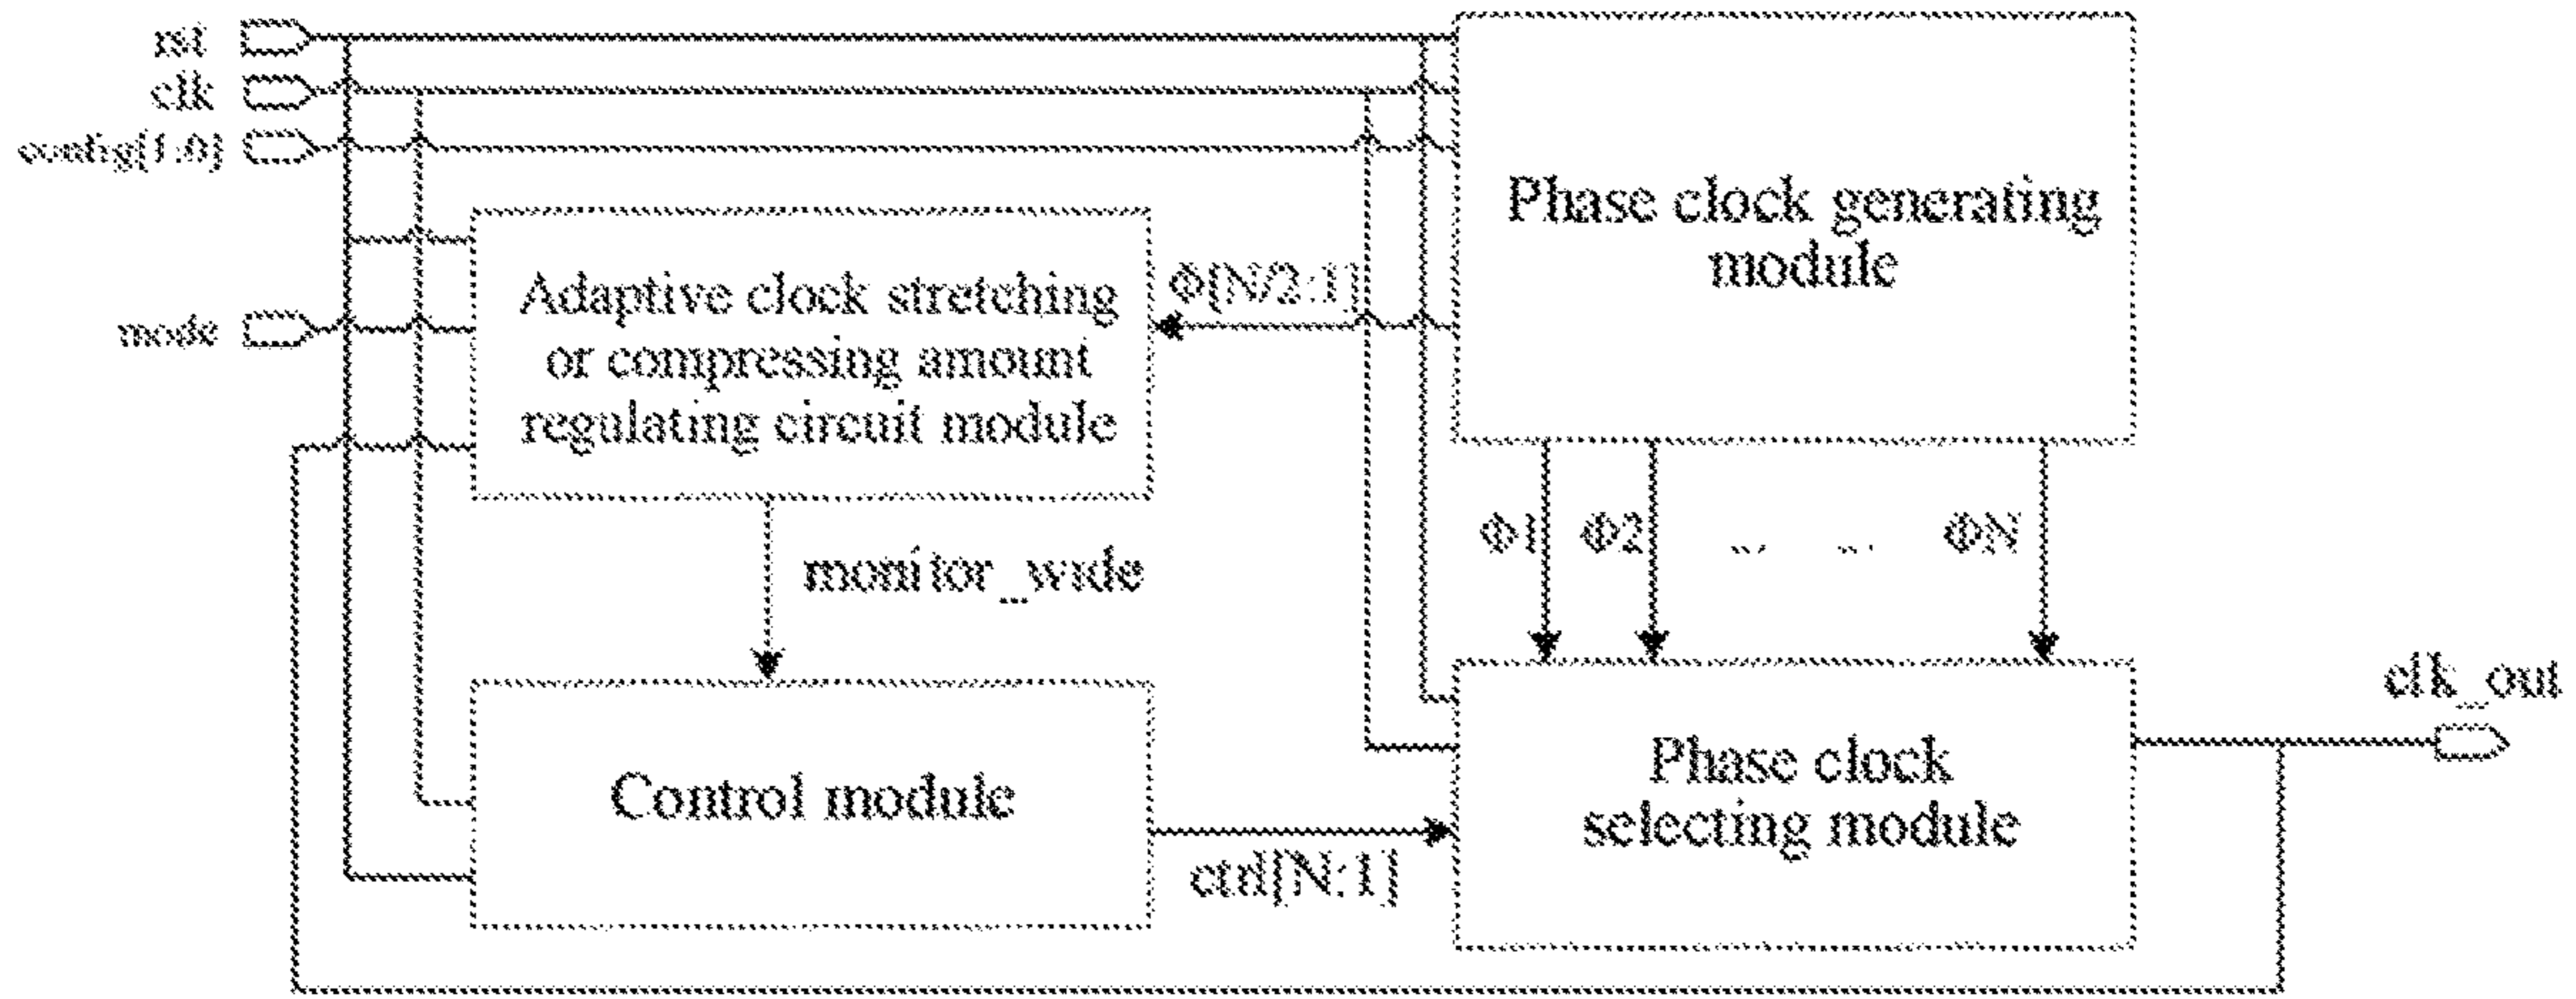 rst
clk
config[1:0]
Phase clock generating
module
Φ[N/2:1]
Adaptive clock stretching
or compressing amount
regulating circuit module
mode
Φ1 Φ2 ... ... ΦN
monitor_wide
clk_out
Phase clock
selecting module
Control module
ctrl[N:1]